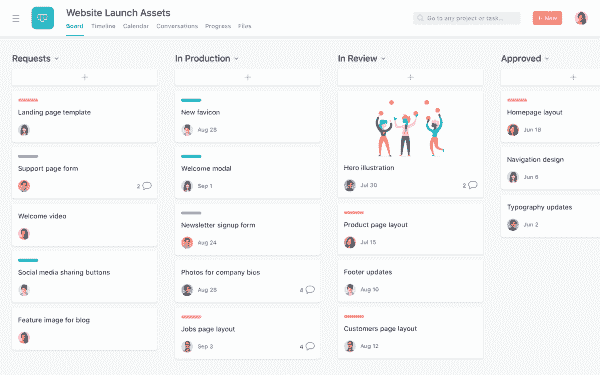 Website Launch Assets
Board Timeline Calendar Conversations Progress Files
Go to any project or task...
+ New
Requests
+
Landing page template
Support page form
2
Welcome video
Social media sharing buttons
Feature image for blog
In Production
+
New favicon
Aug 28
Welcome modal
Sep 1
Newsletter signup form
Aug 24
Photos for company bios
Aug 28
Jobs page layout
Sep 3
4
In Review
+
Hero illustration
Jul 30
2
Product page layout
Jul 15
Footer updates
Aug 10
Customers page layout
Aug 12
Approved
+
Homepage layout
Jun 18
Navigation design
Jun 6
Typography updates
Jun 2